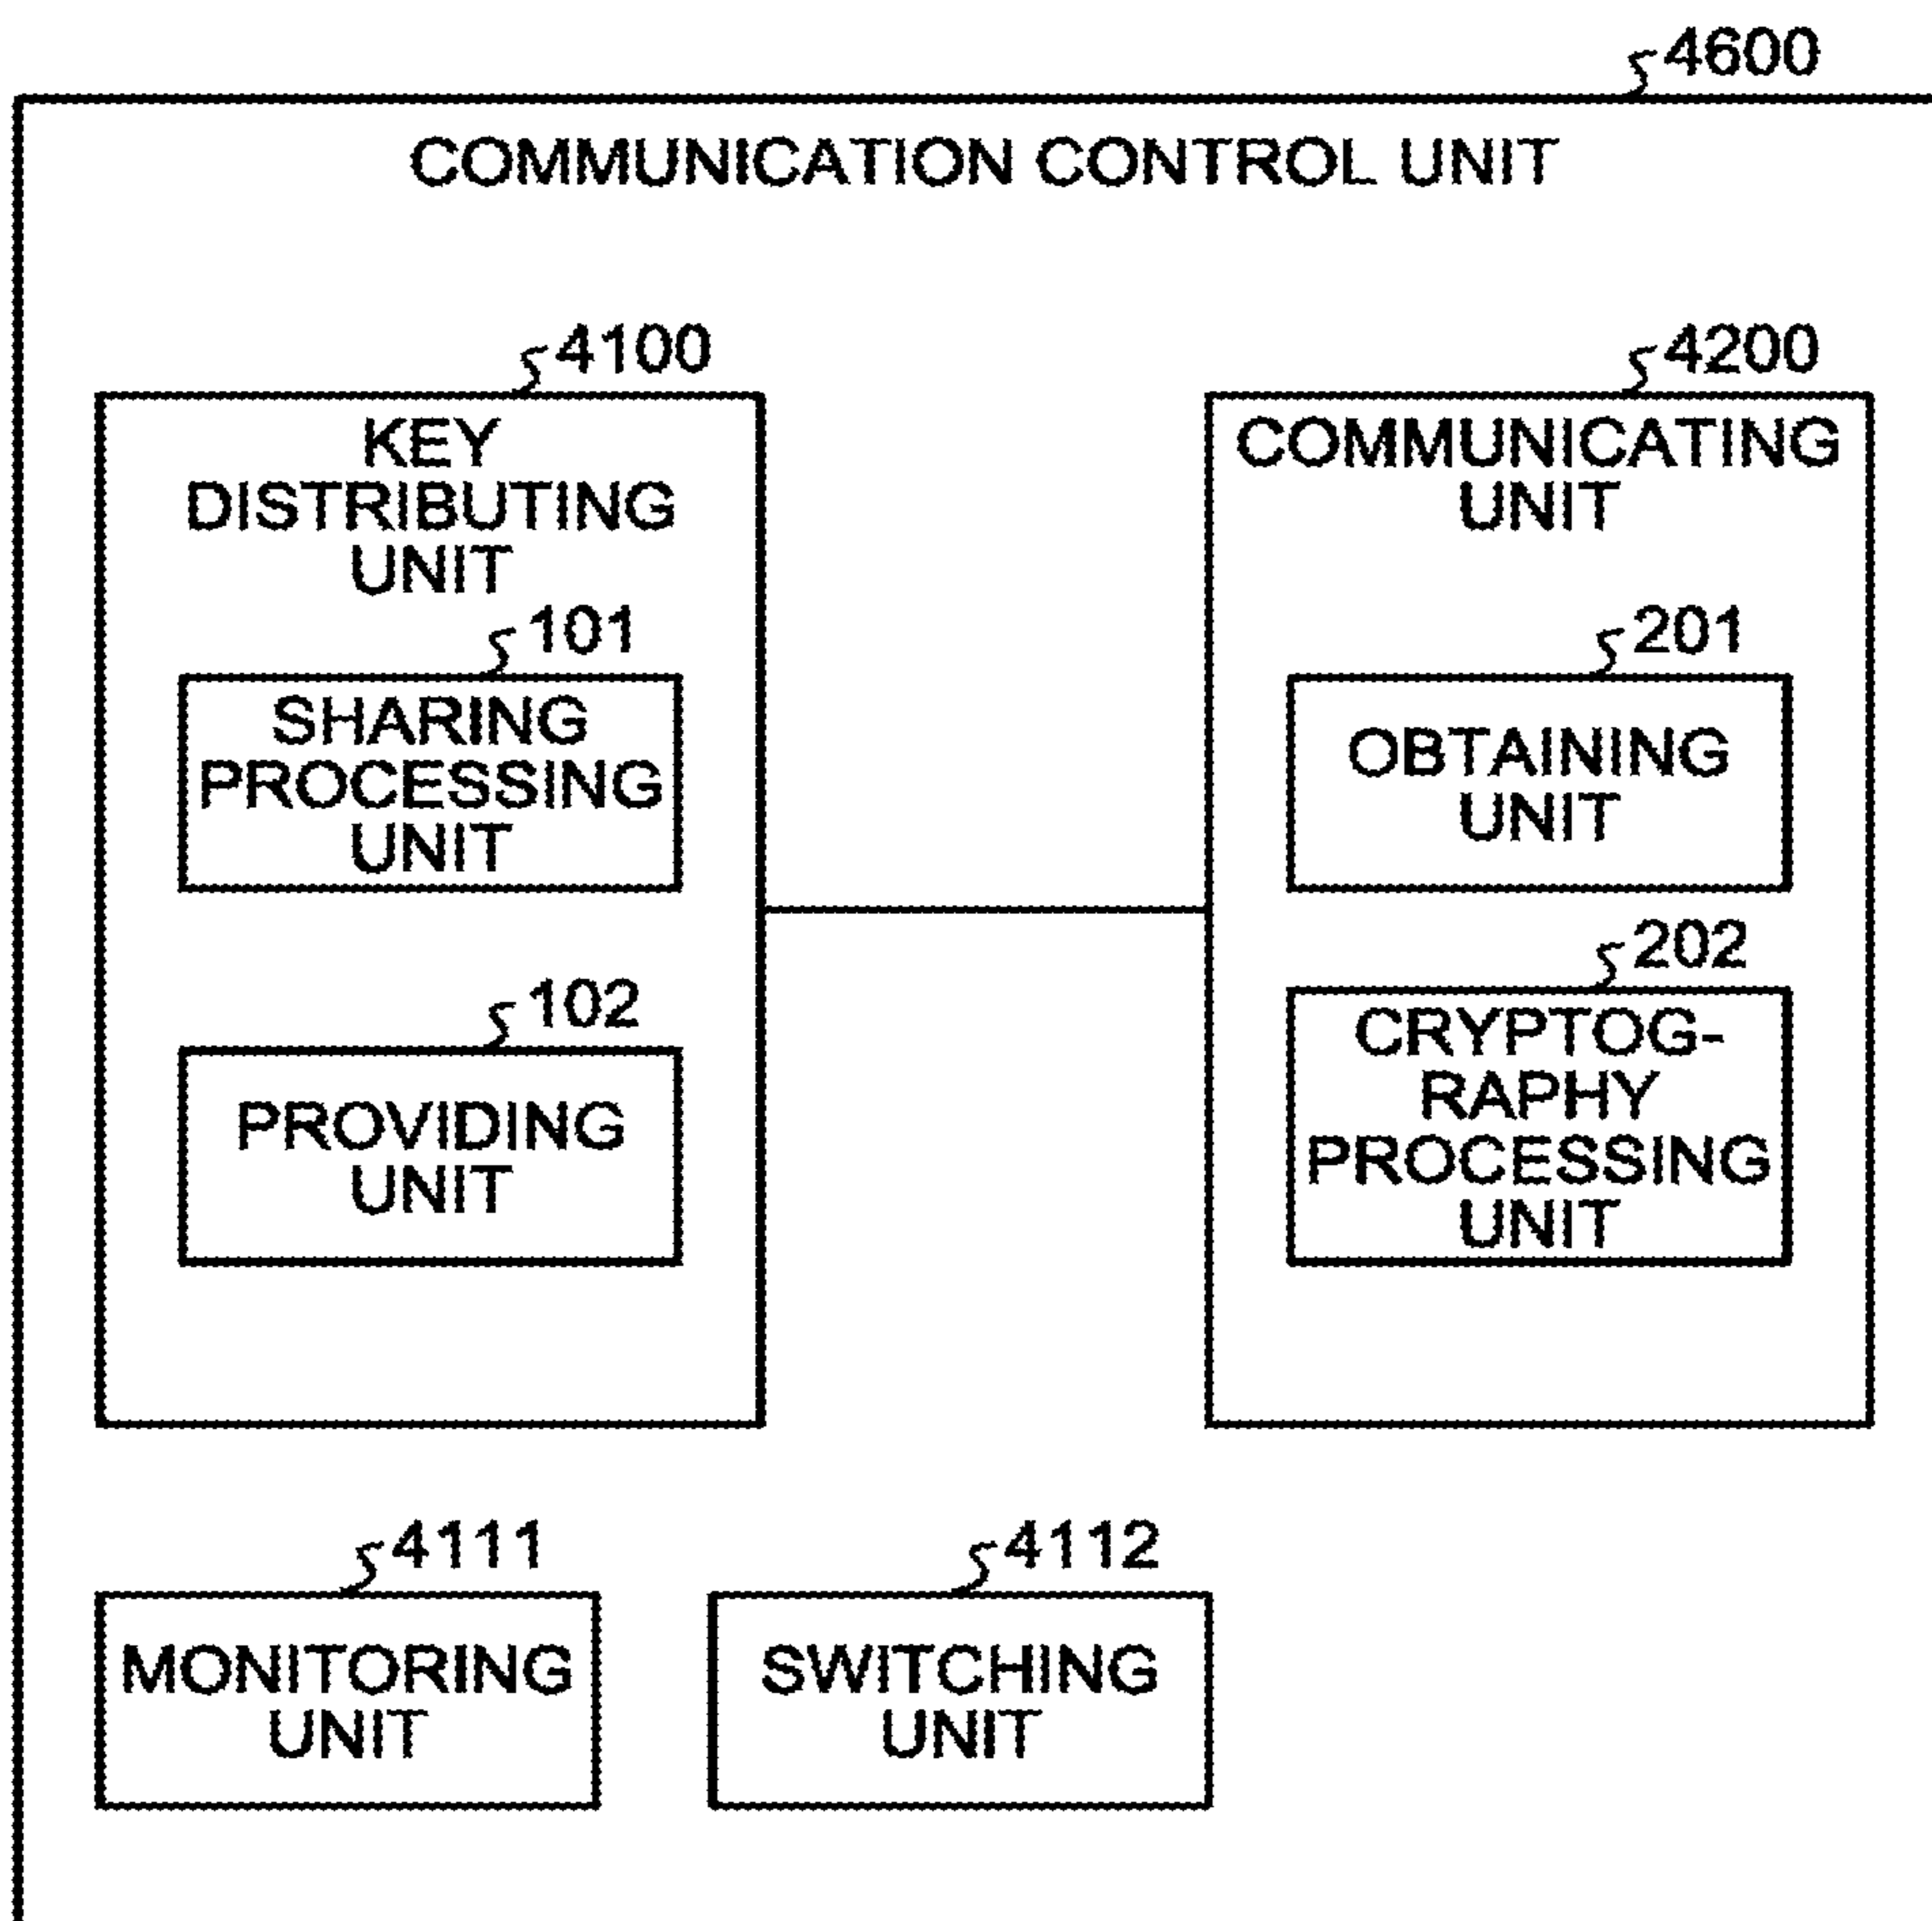 4600
COMMUNICATION CONTROL UNIT
4100
KEY
DISTRIBUTING
UNIT
101
SHARING
PROCESSING
UNIT
102
PROVIDING
UNIT
4200
COMMUNICATING
UNIT
201
OBTAINING
UNIT
202
CRYPTOG-
RAPHY
PROCESSING
UNIT
4111
MONITORING
UNIT
4112
SWITCHING
UNIT